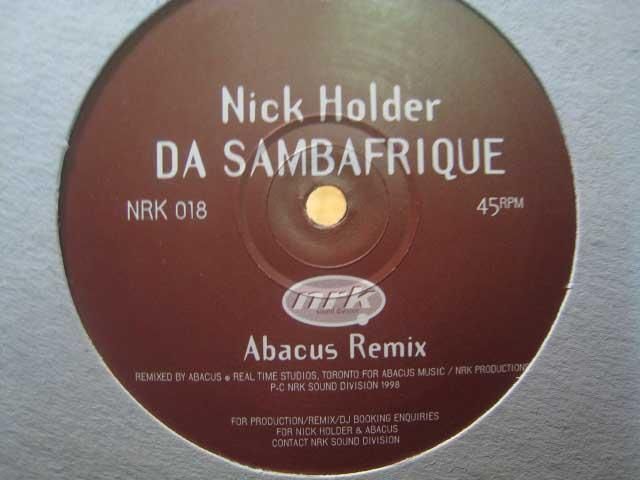 Nick Holder
DA SAMBAFRIQUE
NRK 018
45RPM
nrk
sound division
Abacus Remix
REMIXED BY ABACUS @ REAL TIME STUDIOS, TORONTO FOR ABACUS MUSIC / NRK PRODUCTIONS
P+C NRK SOUND DIVISION 1998
FOR PRODUCTION/REMIX/DJ BOOKING ENQUIRIES
FOR NICK HOLDER & ABACUS
CONTACT NRK SOUND DIVISION